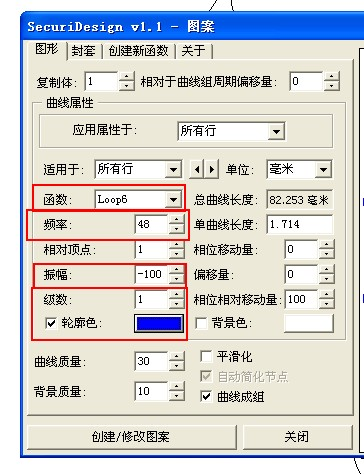 SecuriDesign v1.1 - 图案
图形 封套 创建新函数 关于
复制体: 1 相对于曲线组周期偏移量: 0
曲线属性
应用属性于: 所有行
适用于: 所有行 单位: 毫米
函数: Loop6 总曲线长度: 82.253 毫米
频率: 48 单曲线长度: 1.714
相对顶点: 1 相位移动量: 0
振幅: -100 偏移量: 0
级数: 1 相位相对移动量: 100
轮廓色: 背景色:
曲线质量: 30 平滑化
自动简化节点
背景质量: 10 曲线成组
创建/修改图案 关闭